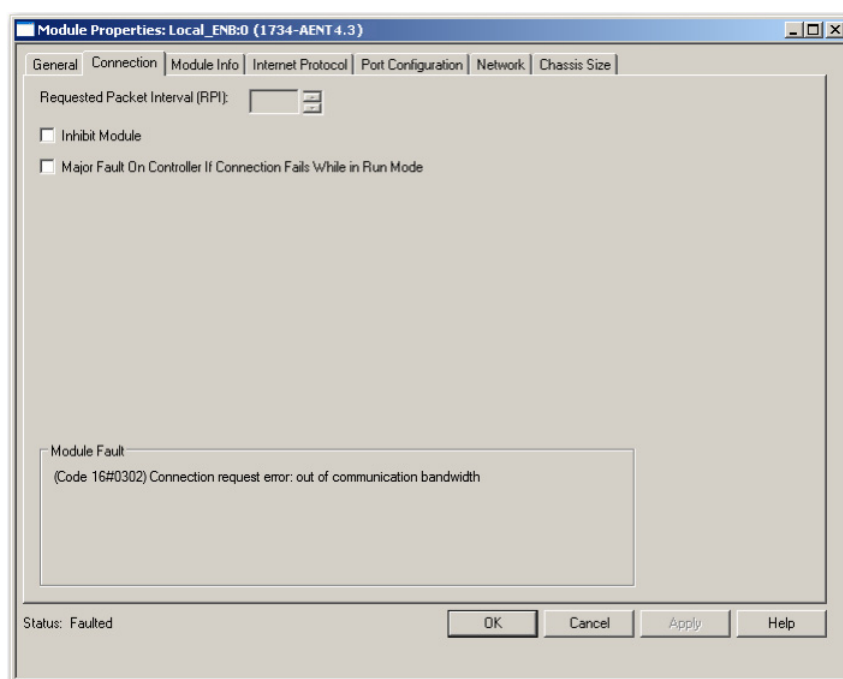 Module Properties: Local_ENB:0 (1734-AENT 4.3)
General Connection Module Info Internet Protocol Port Configuration Network Chassis Size
Requested Packet Interval (RPI):
Inhibit Module
Major Fault On Controller If Connection Fails While in Run Mode
Module Fault
(Code 16#0302) Connection request error: out of communication bandwidth
Status: Faulted OK Cancel Apply Help